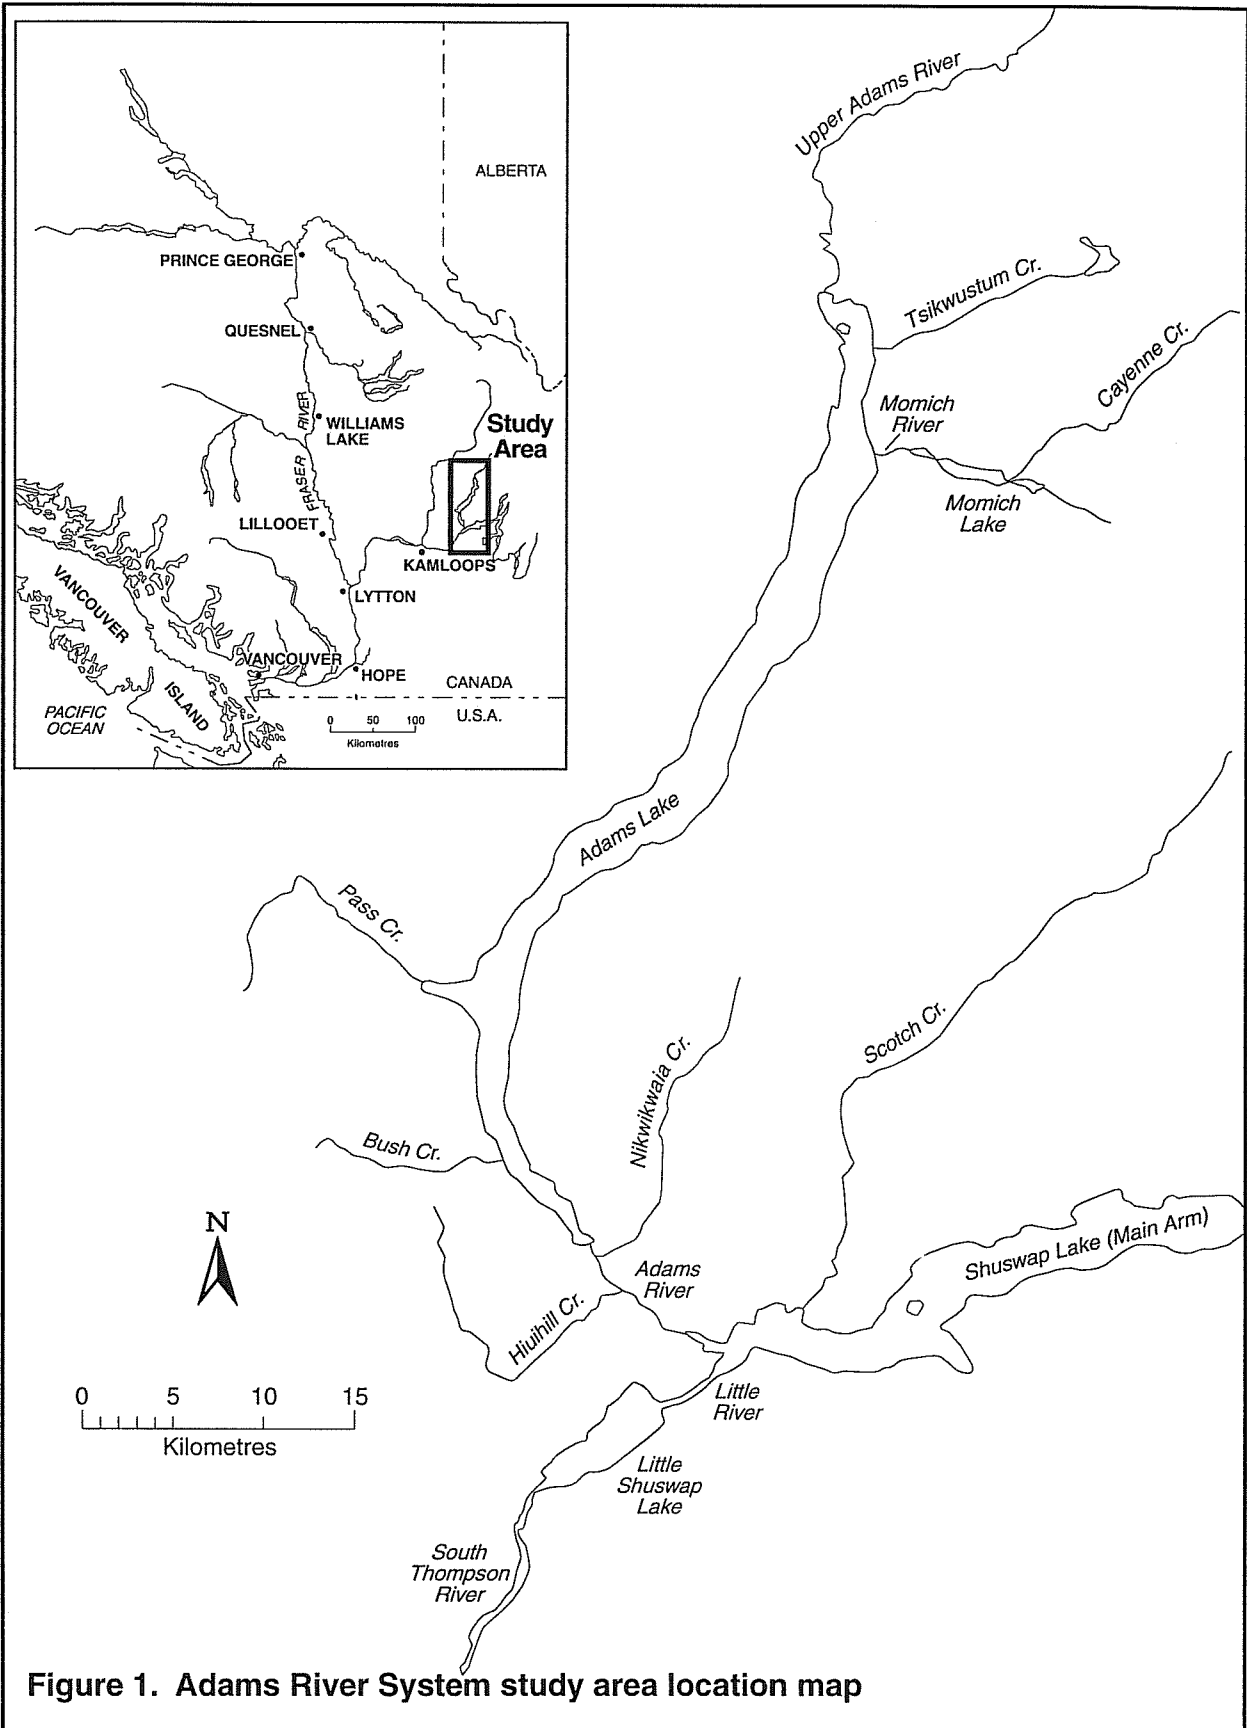 ALBERTA
PRINCE GEORGE
QUESNEL
RIVER
WILLIAMS
LAKE
Study
Area
FRASER
LILLOOET
KAMLOOPS
LYTTON
VANCOUVER
ISLAND
VANCOUVER
HOPE
CANADA
U.S.A.
PACIFIC
OCEAN
0 50 100
Kilometres
Upper Adams River
Tsikwustum Cr.
Cayenne Cr.
Momich
River
Momich
Lake
Adams Lake
Pass Cr.
Scotch Cr.
Nikwikwaia Cr.
Bush Cr.
N
Shuswap Lake (Main Arm)
Adams
River
Hiuihill Cr.
0 5 10 15
Kilometres
Little
River
Little
Shuswap
Lake
South
Thompson
River
Figure 1. Adams River System study area location map